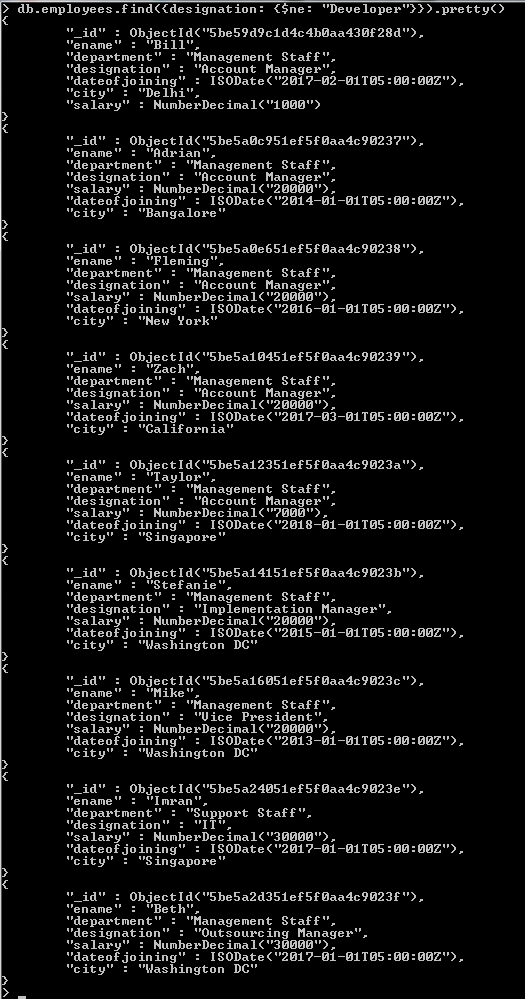 > db.employees.find({designation: {$ne: "Developer"}}).pretty()
{
"_id" : ObjectId("5be59d9c1d4c4b0aa430f28d"),
"ename" : "Bill",
"department" : "Management Staff",
"designation" : "Account Manager",
"dateofjoining" : ISODate("2017-02-01T05:00:00Z"),
"city" : "Delhi",
"salary" : NumberDecimal("1000")
}
{
"_id" : ObjectId("5be5a0c951ef5f0aa4c90237"),
"ename" : "Adrian",
"department" : "Management Staff",
"designation" : "Account Manager",
"salary" : NumberDecimal("20000"),
"dateofjoining" : ISODate("2014-01-01T05:00:00Z"),
"city" : "Bangalore"
}
{
"_id" : ObjectId("5be5a0e651ef5f0aa4c90238"),
"ename" : "Fleming",
"department" : "Management Staff",
"designation" : "Account Manager",
"salary" : NumberDecimal("20000"),
"dateofjoining" : ISODate("2016-01-01T05:00:00Z"),
"city" : "New York"
}
{
"_id" : ObjectId("5be5a10451ef5f0aa4c90239"),
"ename" : "Zach",
"department" : "Management Staff",
"designation" : "Account Manager",
"salary" : NumberDecimal("20000"),
"dateofjoining" : ISODate("2017-03-01T05:00:00Z"),
"city" : "California"
}
{
"_id" : ObjectId("5be5a12351ef5f0aa4c9023a"),
"ename" : "Taylor",
"department" : "Management Staff",
"designation" : "Account Manager",
"salary" : NumberDecimal("7000"),
"dateofjoining" : ISODate("2018-01-01T05:00:00Z"),
"city" : "Singapore"
}
{
"_id" : ObjectId("5be5a14151ef5f0aa4c9023b"),
"ename" : "Stefanie",
"department" : "Management Staff",
"designation" : "Implementation Manager",
"salary" : NumberDecimal("20000"),
"dateofjoining" : ISODate("2015-01-01T05:00:00Z"),
"city" : "Washington DC"
}
{
"_id" : ObjectId("5be5a16051ef5f0aa4c9023c"),
"ename" : "Mike",
"department" : "Management Staff",
"designation" : "Vice President",
"salary" : NumberDecimal("20000"),
"dateofjoining" : ISODate("2013-01-01T05:00:00Z"),
"city" : "Washington DC"
}
{
"_id" : ObjectId("5be5a24051ef5f0aa4c9023e"),
"ename" : "Imran",
"department" : "Support Staff",
"designation" : "IT",
"salary" : NumberDecimal("30000"),
"dateofjoining" : ISODate("2017-01-01T05:00:00Z"),
"city" : "Singapore"
}
{
"_id" : ObjectId("5be5a2d351ef5f0aa4c9023f"),
"ename" : "Beth",
"department" : "Management Staff",
"designation" : "Outsourcing Manager",
"salary" : NumberDecimal("30000"),
"dateofjoining" : ISODate("2017-01-01T05:00:00Z"),
"city" : "Washington DC"
}
>